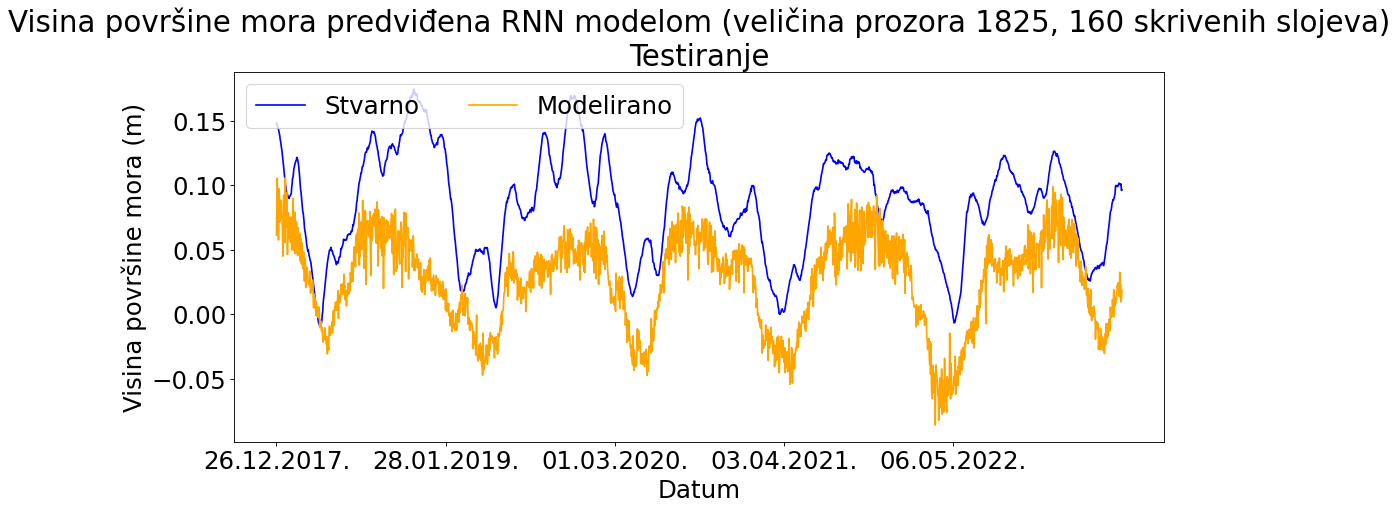 Visina površine mora predviđena RNN modelom (veličina prozora 1825, 160 skrivenih slojeva)
Testiranje
Stvarno Modelirano
Visina površine mora (m)
0.15
0.10
0.05
0.00
−0.05
26.12.2017. 28.01.2019. 01.03.2020. 03.04.2021. 06.05.2022.
Datum